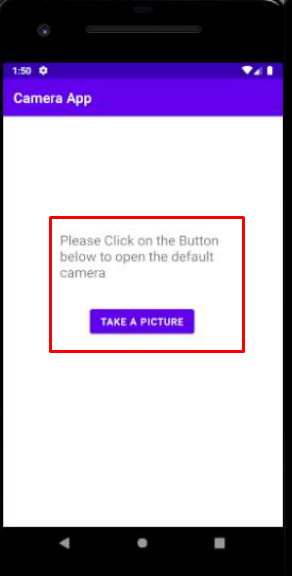 1:50
Camera App
Please Click on the Button
below to open the default
camera
TAKE A PICTURE